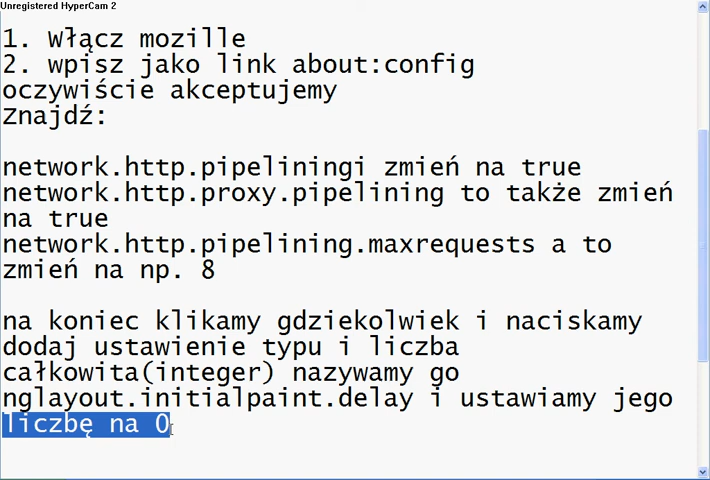 Unregistered HyperCam 2
1. Włącz mozille
2. wpisz jako link about:config
oczywiście akceptujemy
Znajdź:
network.http.pipeliningi zmień na true
network.http.proxy.pipelining to także zmień
na true
network.http.pipelining.maxrequests a to
zmień na np. 8
na koniec klikamy gdziekolwiek i naciskamy
dodaj ustawienie typu i liczba
całkowita(integer) nazywamy go
nglayout.initialpaint.delay i ustawiamy jego
liczbę na 0